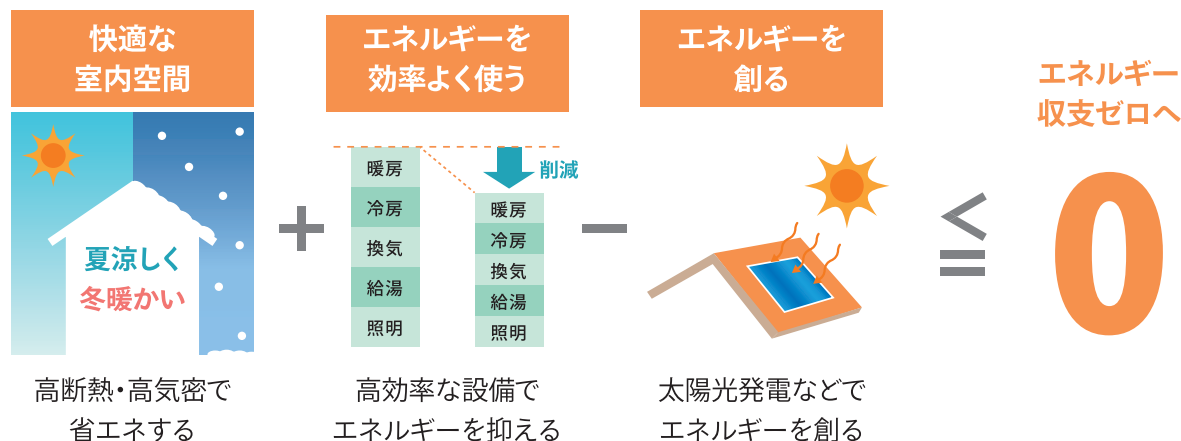 快適な
室内空間
夏涼しく
冬暖かい
高断熱・高気密で
省エネする
+
エネルギーを
効率よく使う
削減
暖房
冷房
換気
給湯
照明
暖房
冷房
換気
給湯
照明
高効率な設備で
エネルギーを抑える
−
エネルギーを
創る
太陽光発電などで
エネルギーを創る
≦
エネルギー
収支ゼロへ
0